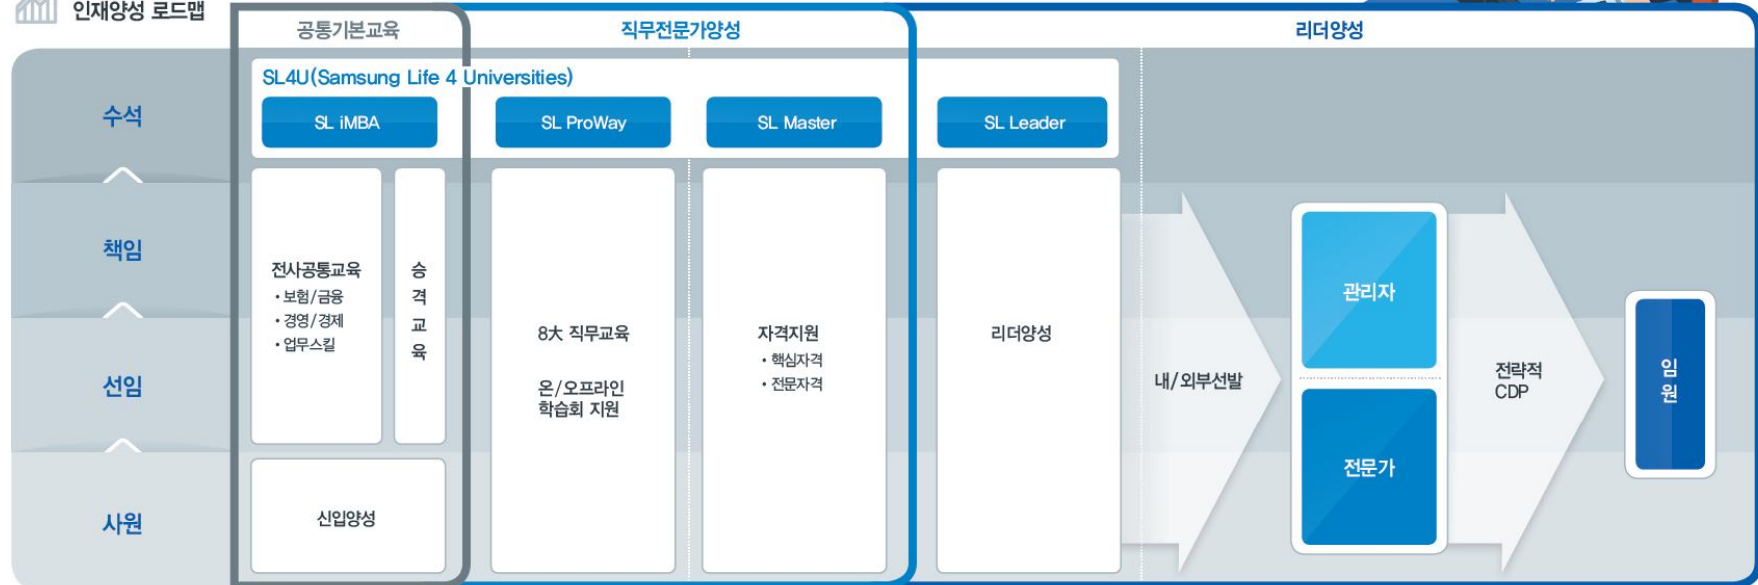 인재양성 로드맵
공통기본교육
직무전문가양성
리더양성
SL4U(Samsung Life 4 Universities)
수석
SL iMBA
SL ProWay
SL Master
SL Leader
책임
전사공통교육
• 보험/금융
• 경영/경제
• 업무스킬
승
격
교
육
8大 직무교육
온/오프라인
학습회 지원
자격지원
• 핵심자격
• 전문자격
리더양성
선임
내/외부선발
관리자
전문가
전략적
CDP
임
원
사원
신입양성